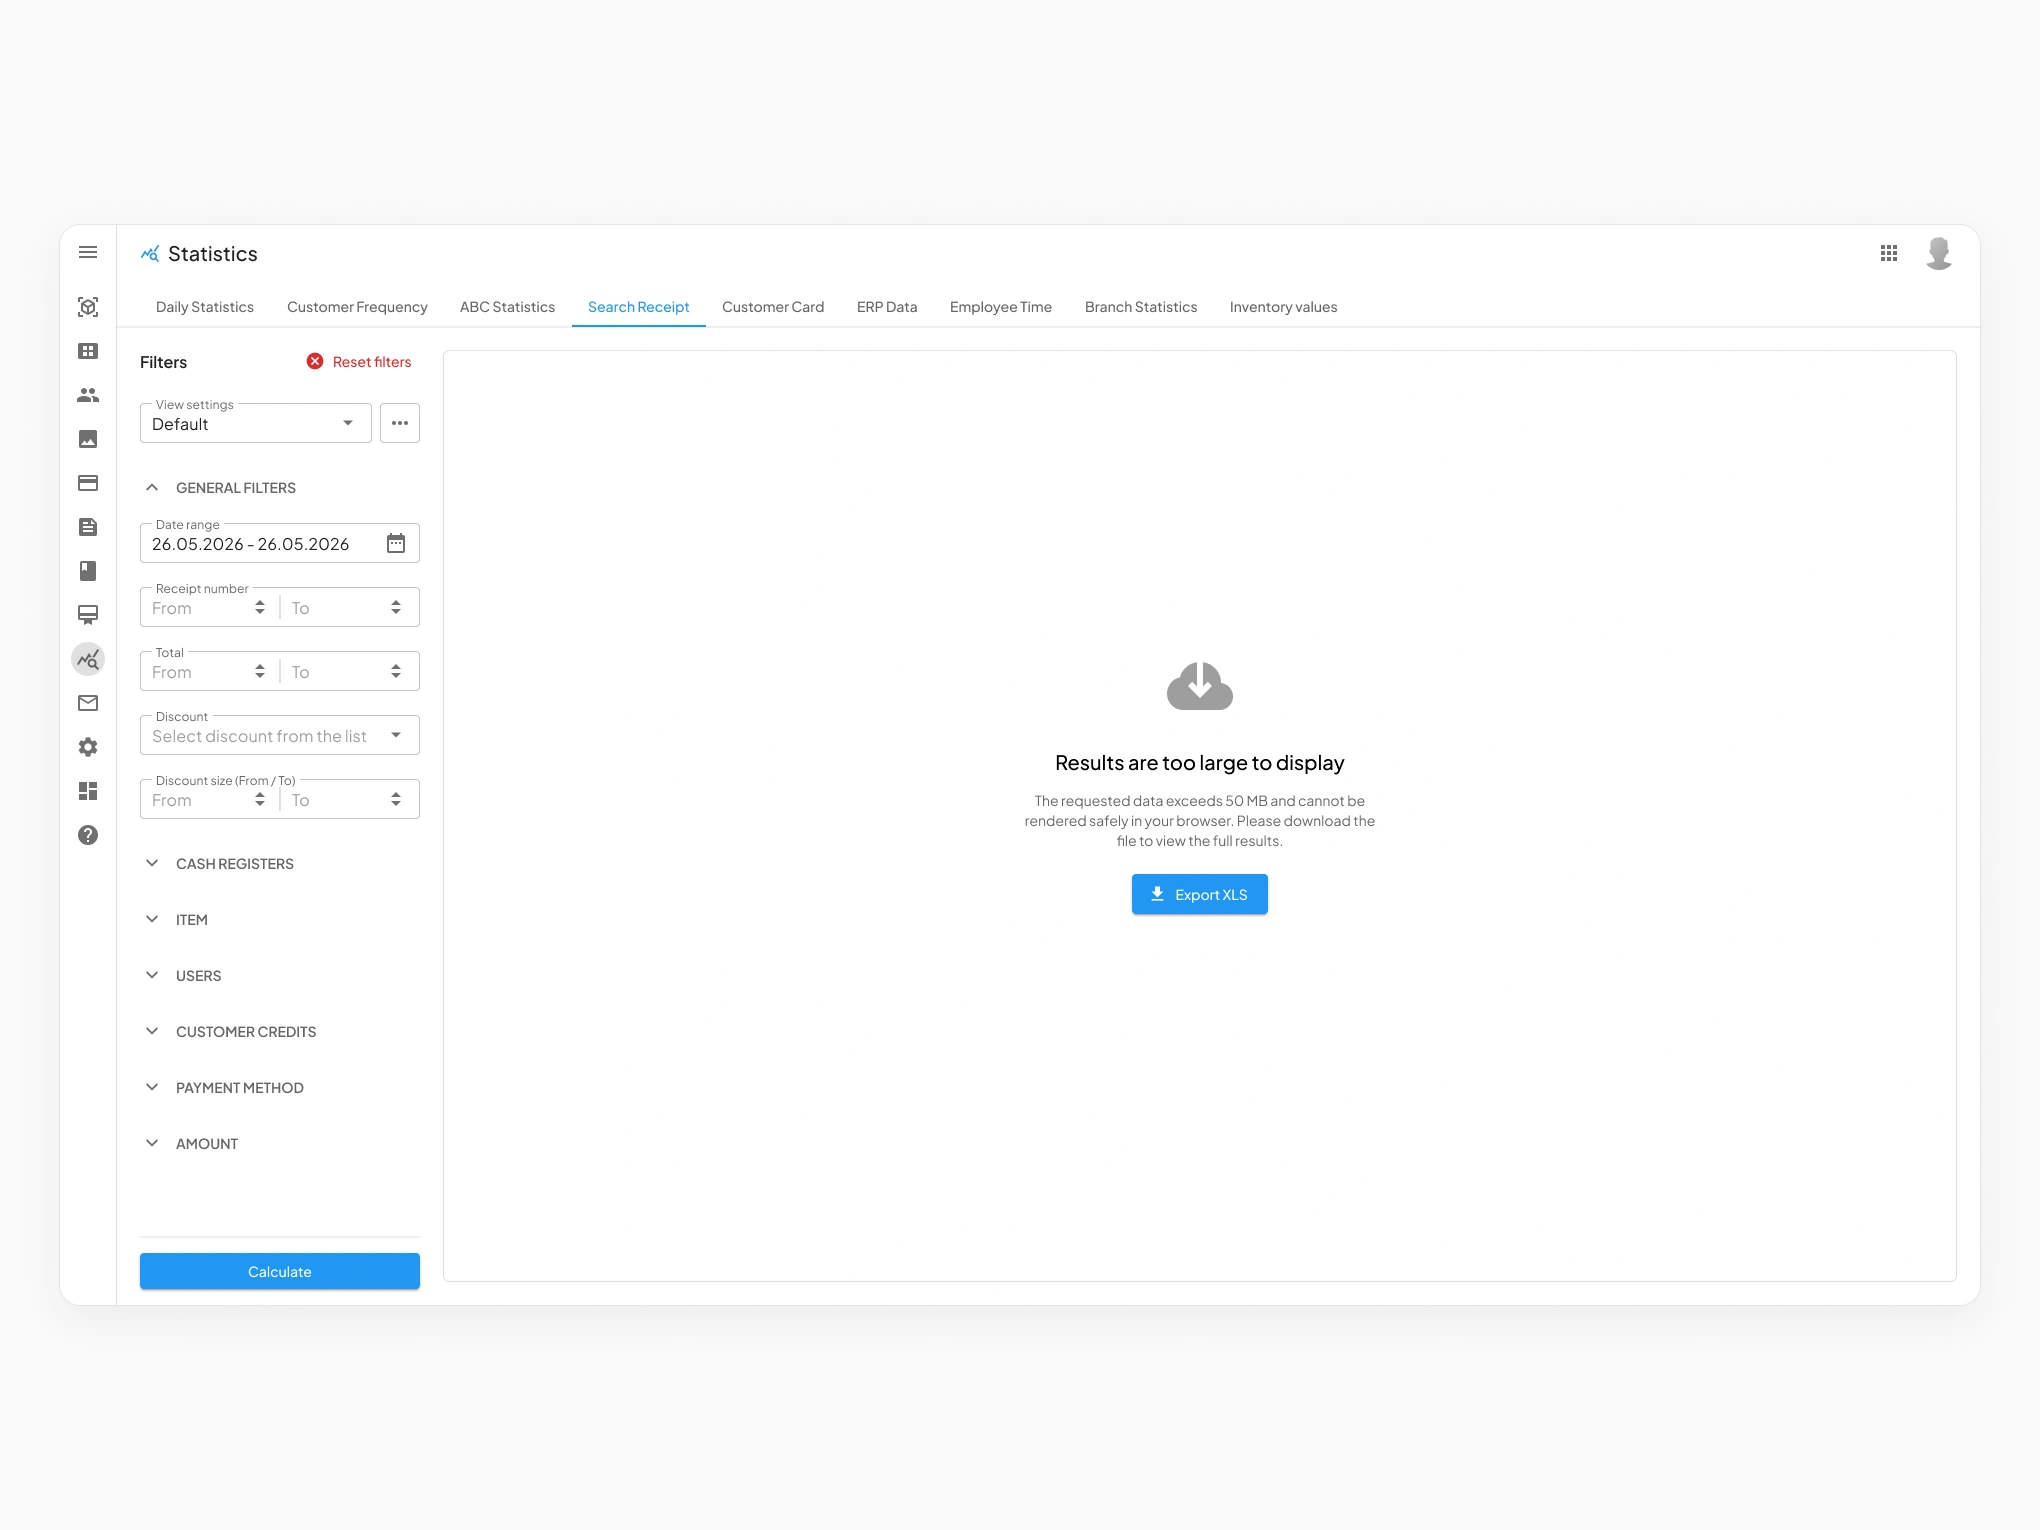 Statistics
Daily Statistics
Customer Frequency
ABC Statistics
Search Receipt
Customer Card
ERP Data
Employee Time
Branch Statistics
Inventory values
Filters
Reset filters
View settings
Default
GENERAL FILTERS
Date range
26.05.2026 - 26.05.2026
Receipt number
From
To
Total
From
To
Discount
Select discount from the list
Discount size (From / To)
From
To
CASH REGISTERS
ITEM
USERS
CUSTOMER CREDITS
PAYMENT METHOD
AMOUNT
Calculate
Results are too large to display
The requested data exceeds 50 MB and cannot be
rendered safely in your browser. Please download the
file to view the full results.
Export XLS